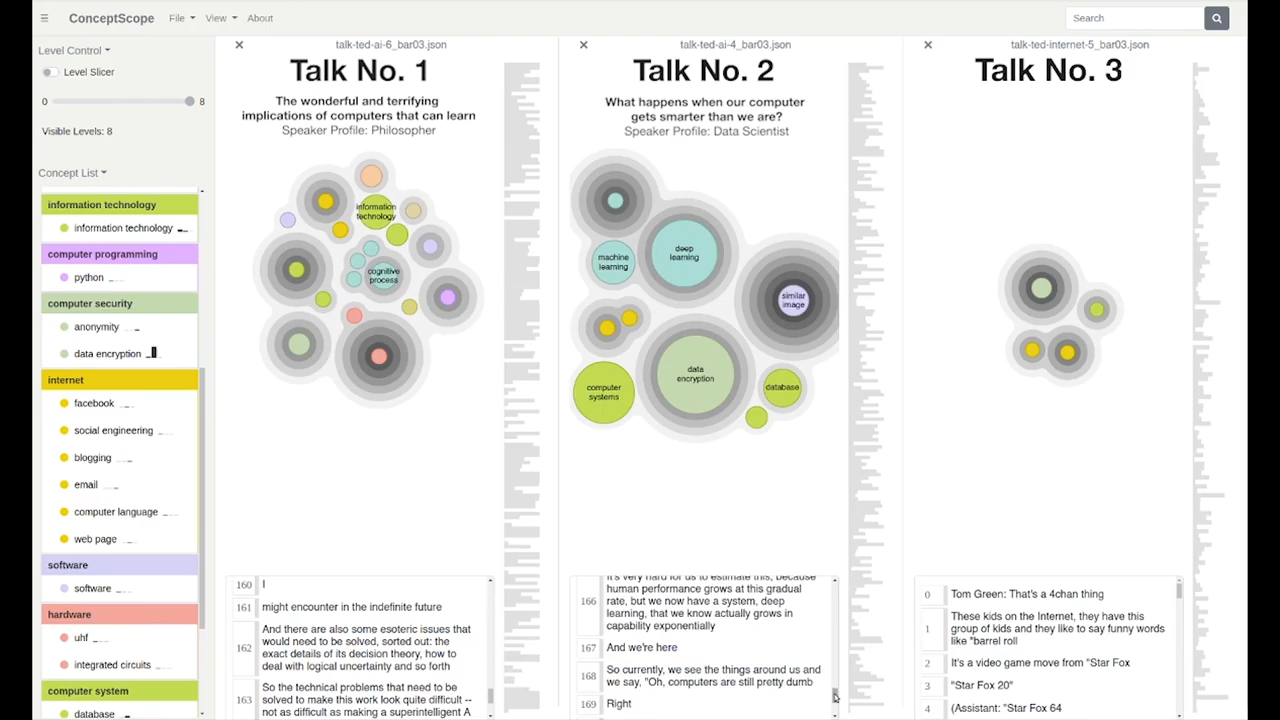 ☰ ConceptScope File View About Search
Level Control
Level Slicer
0 8
Visible Levels: 8
Concept List
information technology
information technology
computer programming
python
computer security
anonymity
data encryption
internet
facebook
social engineering
blogging
email
computer language
web page
software
software
hardware
uhf
integrated circuits
computer system
database
talk-ted-ai-6_bar03.json
Talk No. 1
The wonderful and terrifying
implications of computers that can learn
Speaker Profile: Philosopher
information
technology
cognitive
process
160 I
161 might encounter in the indefinite future
162 And there are also some esoteric issues that
would need to be solved, sorted out: the
exact details of its decision theory, how to
deal with logical uncertainty and so forth
163 So the technical problems that need to be
solved to make this work look quite difficult --
not as difficult as making a superintelligent A
talk-ted-ai-4_bar03.json
Talk No. 2
What happens when our computer
gets smarter than we are?
Speaker Profile: Data Scientist
machine
learning
deep
learning
similar
image
data
encryption
computer
systems
database
166 It's very hard for us to estimate this, because
human performance grows at this gradual
rate, but we now have a system, deep
learning, that we know actually grows in
capability exponentially
167 And we're here
168 So currently, we see the things around us and
we say, "Oh, computers are still pretty dumb
169 Right
talk-ted-internet-5_bar03.json
Talk No. 3
0 Tom Green: That's a 4chan thing
1 These kids on the Internet, they have this
group of kids and they like to say funny words
like "barrel roll
2 It's a video game move from "Star Fox
3 "Star Fox 20"
4 (Assistant: "Star Fox 64